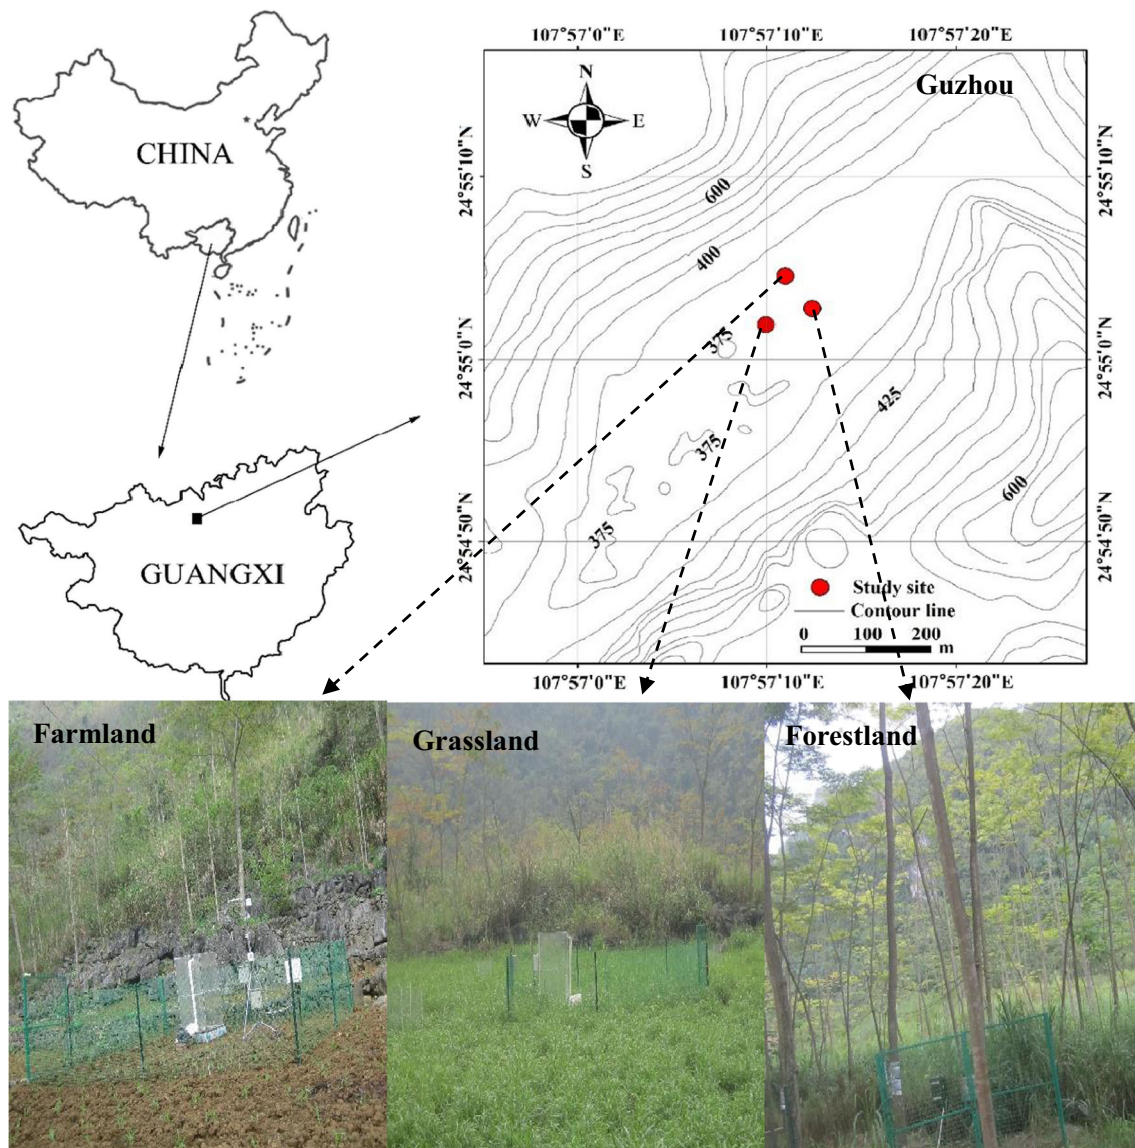 CHINA
GUANGXI
107°57'0"E 107°57'10"E 107°57'20"E
Guzhou
N
W E
S
24°55'10"N 24°55'10"N
600
400
375
24°55'0"N 24°55'0"N
425
375
600
375
24°54'50"N 24°54'50"N
Study site
Contour line
0 100 200
m
107°57'0"E 107°57'10"E 107°57'20"E
Farmland
Grassland
Forestland